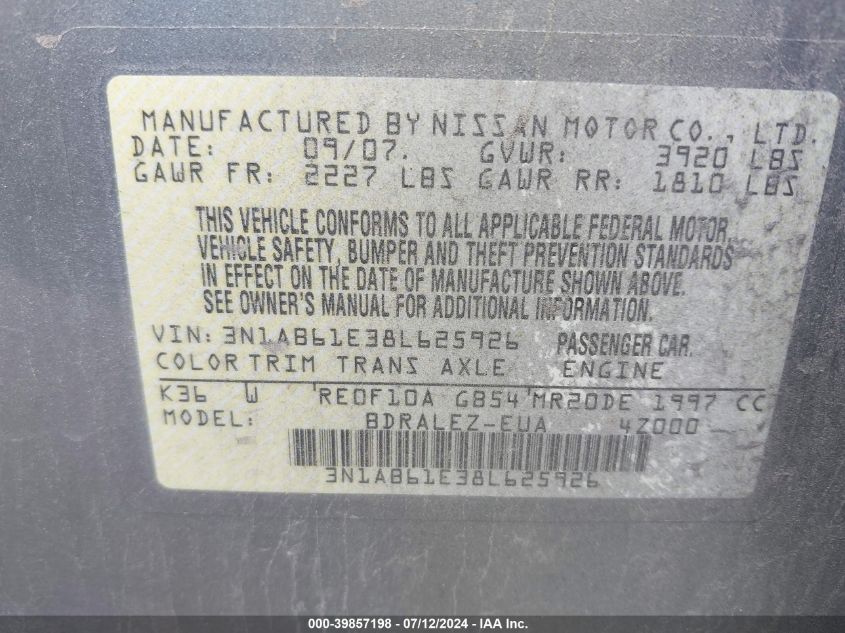 MANUFACTURED BY NISSAN MOTOR CO., LTD.
DATE: 09/07. GVWR: 3920 LBS
GAWR FR: 2227 LBS GAWR RR: 1810 LBS
THIS VEHICLE CONFORMS TO ALL APPLICABLE FEDERAL MOTOR
VEHICLE SAFETY, BUMPER AND THEFT PREVENTION STANDARDS
IN EFFECT ON THE DATE OF MANUFACTURE SHOWN ABOVE.
SEE OWNER'S MANUAL FOR ADDITIONAL INFORMATION.
VIN: 3N1AB61E38L625926 PASSENGER CAR.
COLOR TRIM TRANS AXLE ENGINE
K36 W RE0F10A GB54 MR20DE 1997 CC
MODEL: BDRALEZ-EUA 4Z000
3N1AB61E38L625926
000-39857198 - 07/12/2024 - IAA Inc.